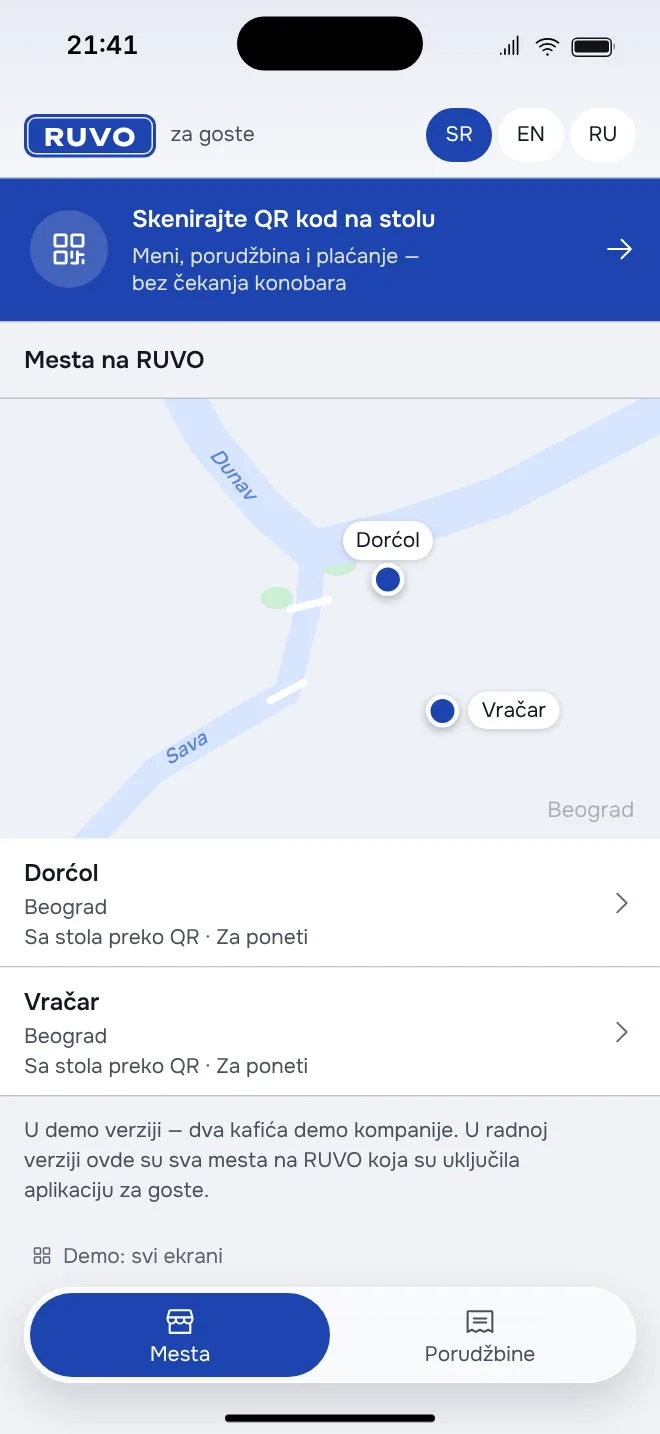 21:41
RUVO za goste SR EN RU
Skenirajte QR kod na stolu
Meni, porudžbina i plaćanje —
bez čekanja konobara
Mesta na RUVO
Dunav
Dorćol
Vračar
Sava
Beograd
Dorćol
Beograd
Sa stola preko QR · Za poneti
Vračar
Beograd
Sa stola preko QR · Za poneti
U demo verziji — dva kafića demo kompanije. U radnoj
verziji ovde su sva mesta na RUVO koja su uključila
aplikaciju za goste.
Demo: svi ekrani
Mesta Porudžbine